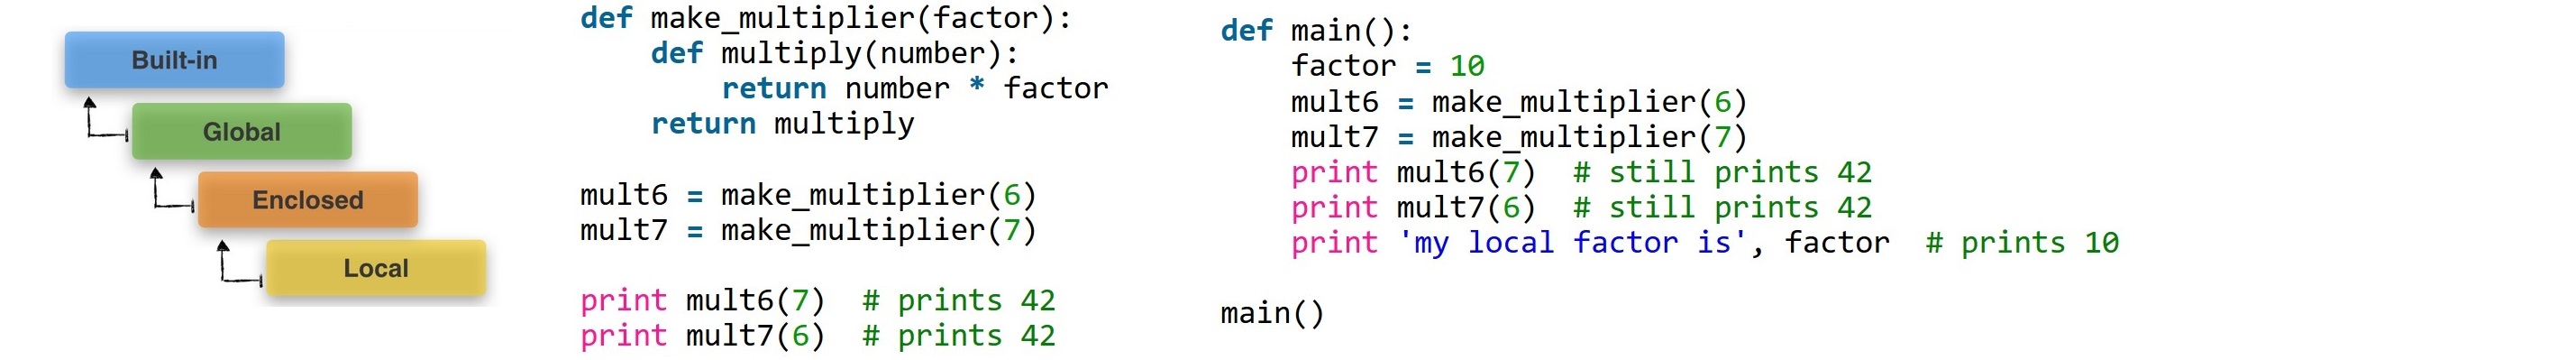 Built-in
Global
Enclosed
Local
def make_multiplier(factor):
    def multiply(number):
        return number * factor
    return multiply

mult6 = make_multiplier(6)
mult7 = make_multiplier(7)

print mult6(7)  # prints 42
print mult7(6)  # prints 42

def main():
    factor = 10
    mult6 = make_multiplier(6)
    mult7 = make_multiplier(7)
    print mult6(7)  # still prints 42
    print mult7(6)  # still prints 42
    print 'my local factor is', factor  # prints 10

main()